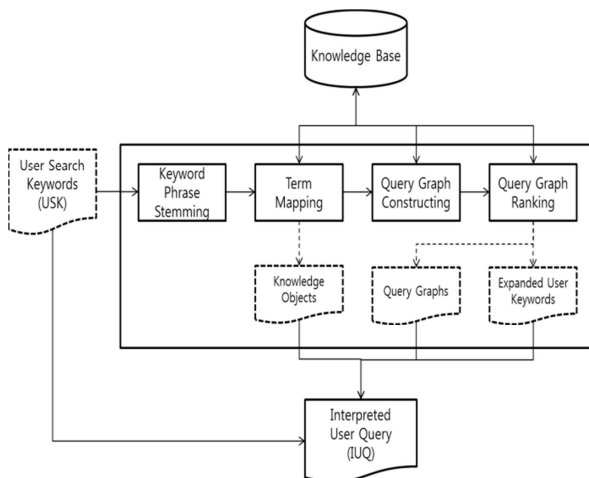 Knowledge Base
User Search
Keywords
(USK)
Keyword
Phrase
Stemming
Term
Mapping
Query Graph
Constructing
Query Graph
Ranking
Knowledge
Objects
Query Graphs
Expanded User
Keywords
Interpreted
User Query
(IUQ)